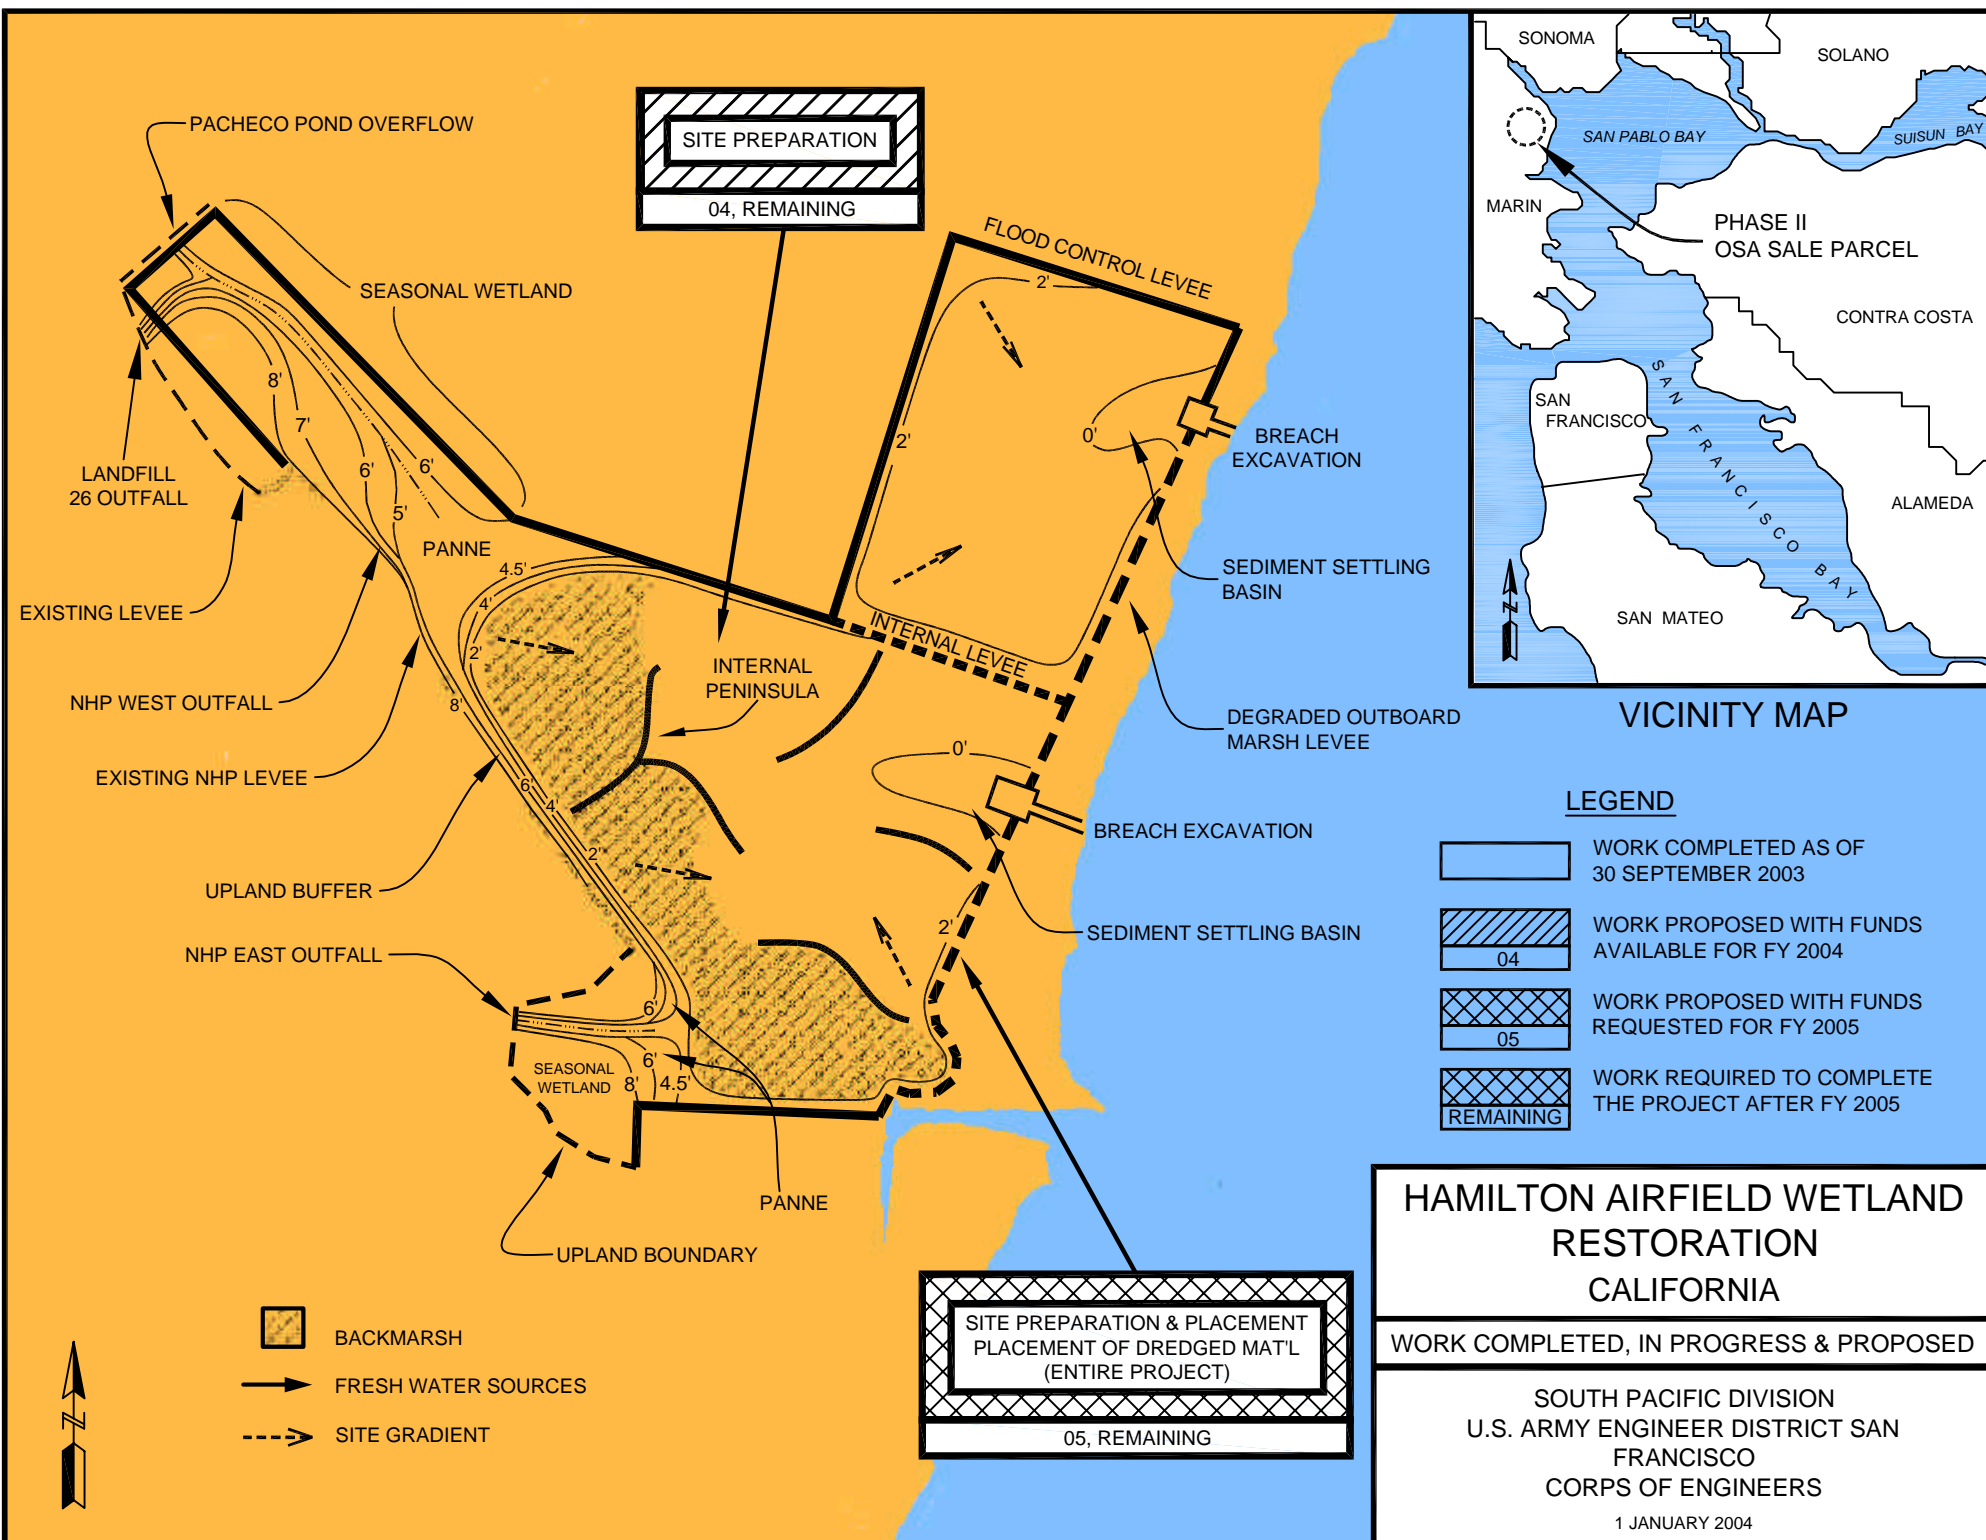 PACHECO POND OVERFLOW
SITE PREPARATION
04, REMAINING
SEASONAL WETLAND
FLOOD CONTROL LEVEE
2'
2'
0'
BREACH
EXCAVATION
8'
7'
6'
6'
5'
LANDFILL
26 OUTFALL
PANNE
4.5'
4'
2'
8'
SEDIMENT SETTLING
BASIN
EXISTING LEVEE
INTERNAL LEVEE
INTERNAL
PENINSULA
NHP WEST OUTFALL
DEGRADED OUTBOARD
MARSH LEVEE
0'
EXISTING NHP LEVEE
6'
4'
2'
BREACH EXCAVATION
UPLAND BUFFER
2'
SEDIMENT SETTLING BASIN
NHP EAST OUTFALL
6'
6'
8'
4.5'
SEASONAL
WETLAND
PANNE
UPLAND BOUNDARY
BACKMARSH
FRESH WATER SOURCES
SITE GRADIENT
N
SITE PREPARATION & PLACEMENT
PLACEMENT OF DREDGED MAT'L
(ENTIRE PROJECT)
05, REMAINING
SONOMA
SOLANO
SAN PABLO BAY
SUISUN BAY
MARIN
PHASE II
OSA SALE PARCEL
CONTRA COSTA
SAN
FRANCISCO
SAN FRANCISCO BAY
ALAMEDA
SAN MATEO
N
VICINITY MAP
LEGEND
WORK COMPLETED AS OF
30 SEPTEMBER 2003
WORK PROPOSED WITH FUNDS
AVAILABLE FOR FY 2004
04
WORK PROPOSED WITH FUNDS
REQUESTED FOR FY 2005
05
WORK REQUIRED TO COMPLETE
THE PROJECT AFTER FY 2005
REMAINING
HAMILTON AIRFIELD WETLAND
RESTORATION
CALIFORNIA
WORK COMPLETED, IN PROGRESS & PROPOSED
SOUTH PACIFIC DIVISION
U.S. ARMY ENGINEER DISTRICT SAN
FRANCISCO
CORPS OF ENGINEERS
1 JANUARY 2004